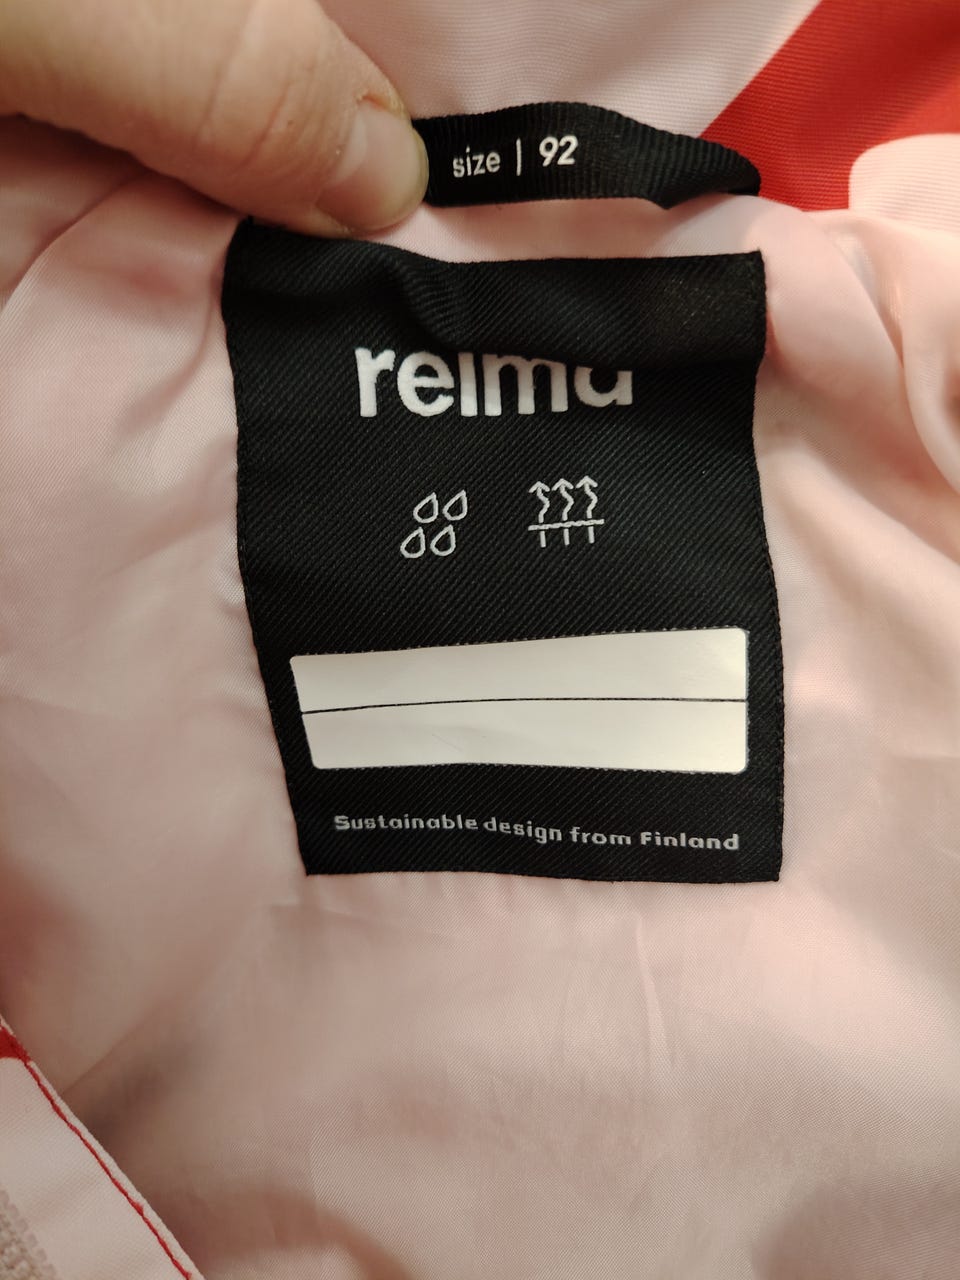 size | 92
reima
Sustainable design from Finland